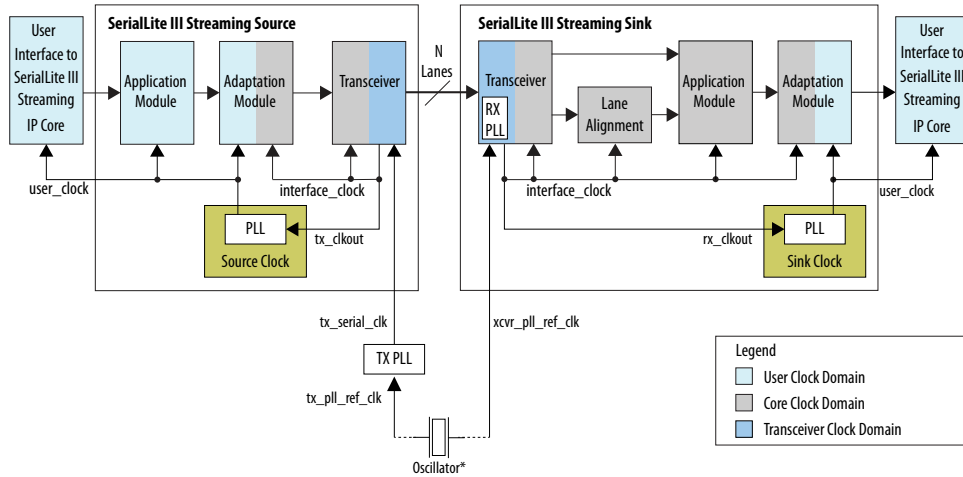 SerialLite III Streaming Source
SerialLite III Streaming Sink
User
Interface to
SerialLite III
Streaming
IP Core
Application
Module
Adaptation
Module
Transceiver
N
Lanes
Transceiver
RX
PLL
Lane
Alignment
Application
Module
Adaptation
Module
User
Interface to
SerialLite III
Streaming
IP Core
user_clock
interface_clock
interface_clock
user_clock
PLL
Source Clock
tx_clkout
rx_clkout
PLL
Sink Clock
tx_serial_clk
xcvr_pll_ref_clk
TX PLL
tx_pll_ref_clk
Oscillator*
Legend
User Clock Domain
Core Clock Domain
Transceiver Clock Domain